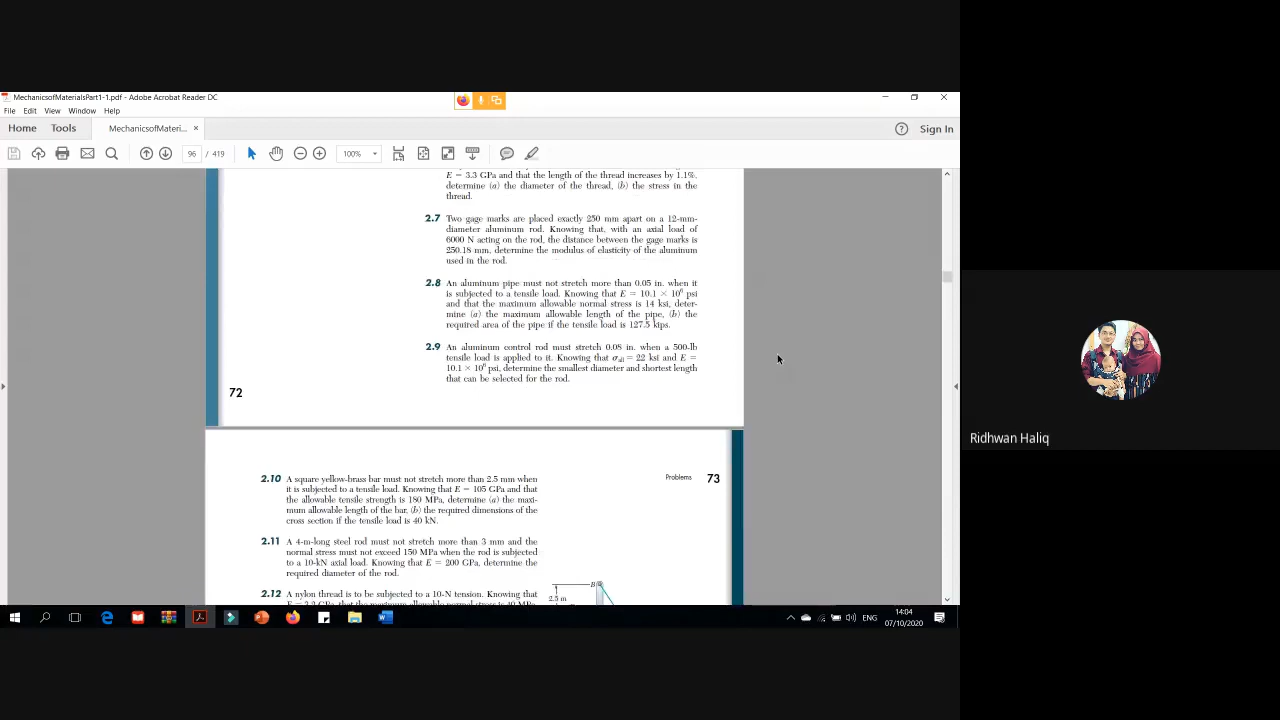 MechanicsofMaterialsPart1-1.pdf - Adobe Acrobat Reader DC
File Edit View Window Help
Home Tools MechanicsofMateri... × Sign In
96 / 419 100%
E = 3.3 GPa and that the length of the thread increases by 1.1%,
determine (a) the diameter of the thread, (b) the stress in the
thread.
2.7 Two gage marks are placed exactly 250 mm apart on a 12-mm-
diameter aluminum rod. Knowing that, with an axial load of
6000 N acting on the rod, the distance between the gage marks is
250.18 mm, determine the modulus of elasticity of the aluminum
used in the rod.
2.8 An aluminum pipe must not stretch more than 0.05 in. when it
is subjected to a tensile load. Knowing that E = 10.1 × 10⁶ psi
and that the maximum allowable normal stress is 14 ksi, deter-
mine (a) the maximum allowable length of the pipe, (b) the
required area of the pipe if the tensile load is 127.5 kips.
2.9 An aluminum control rod must stretch 0.08 in. when a 500-lb
tensile load is applied to it. Knowing that σall = 22 ksi and E =
10.1 × 10⁶ psi, determine the smallest diameter and shortest length
that can be selected for the rod.
72
Problems 73
2.10 A square yellow-brass bar must not stretch more than 2.5 mm when
it is subjected to a tensile load. Knowing that E = 105 GPa and that
the allowable tensile strength is 180 MPa, determine (a) the maxi-
mum allowable length of the bar, (b) the required dimensions of the
cross section if the tensile load is 40 kN.
2.11 A 4-m-long steel rod must not stretch more than 3 mm and the
normal stress must not exceed 150 MPa when the rod is subjected
to a 10-kN axial load. Knowing that E = 200 GPa, determine the
required diameter of the rod.
2.12 A nylon thread is to be subjected to a 10-N tension. Knowing that
B
2.5 m
ENG
14:04
07/10/2020
Ridhwan Haliq